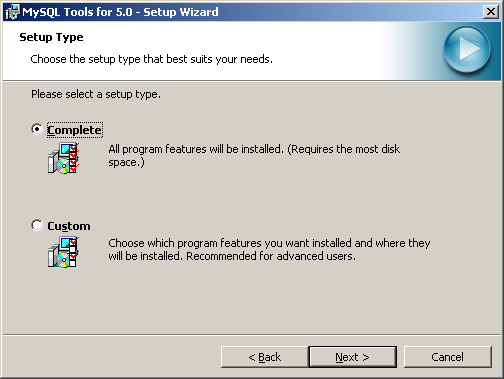 MySQL Tools for 5.0 - Setup Wizard
Setup Type
Choose the setup type that best suits your needs.
Please select a setup type.
Complete
All program features will be installed. (Requires the most disk
space.)
Custom
Choose which program features you want installed and where they
will be installed. Recommended for advanced users.
< Back
Next >
Cancel